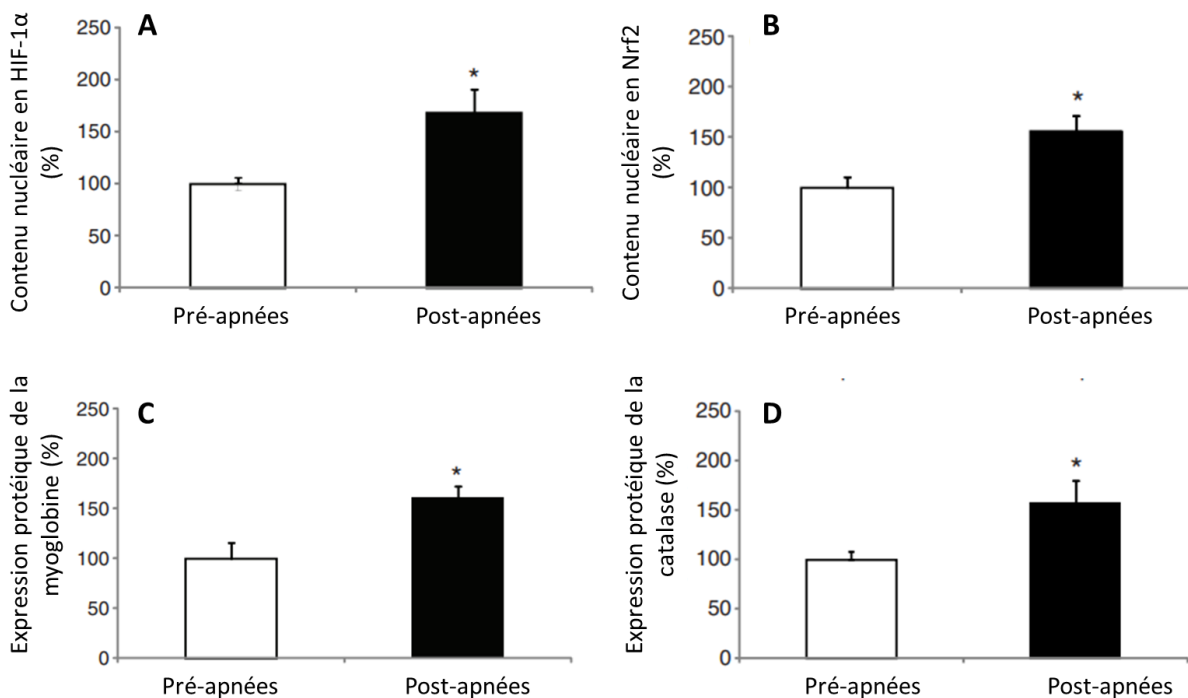 A
Contenu nucléaire en HIF-1α
(%)
250
200
150
100
50
0
*
Pré-apnées
Post-apnées
B
Contenu nucléaire en Nrf2
(%)
250
200
150
100
50
0
*
Pré-apnées
Post-apnées
C
Expression protéique de la
myoglobine (%)
250
200
150
100
50
0
*
Pré-apnées
Post-apnées
D
Expression protéique de la
catalase (%)
250
200
150
100
50
0
*
Pré-apnées
Post-apnées